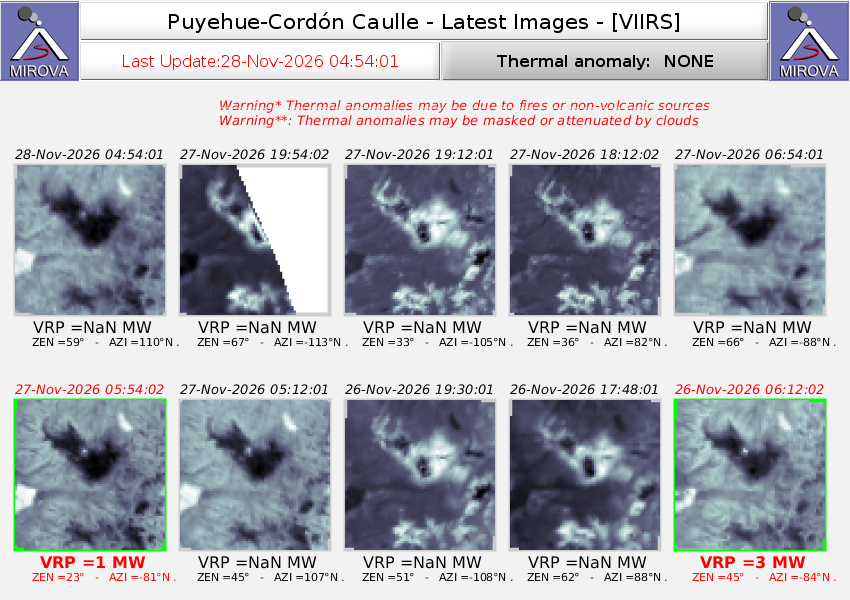 Puyehue-Cordón Caulle - Latest Images - [VIIRS]
MIROVA
Last Update:28-Nov-2026 04:54:01
Thermal anomaly: NONE
MIROVA
Warning* Thermal anomalies may be due to fires or non-volcanic sources
Warning**: Thermal anomalies may be masked or attenuated by clouds
28-Nov-2026 04:54:01
27-Nov-2026 19:54:02
27-Nov-2026 19:12:01
27-Nov-2026 18:12:02
27-Nov-2026 06:54:01
VRP =NaN MW
VRP =NaN MW
VRP =NaN MW
VRP =NaN MW
VRP =NaN MW
ZEN =59° - AZI =110°N .
ZEN =67° - AZI =-113°N .
ZEN =33° - AZI =-105°N .
ZEN =36° - AZI =82°N .
ZEN =66° - AZI =-88°N .
27-Nov-2026 05:54:02
27-Nov-2026 05:12:01
26-Nov-2026 19:30:01
26-Nov-2026 17:48:01
26-Nov-2026 06:12:02
VRP =1 MW
VRP =NaN MW
VRP =NaN MW
VRP =NaN MW
VRP =3 MW
ZEN =23° - AZI =-81°N .
ZEN =45° - AZI =107°N .
ZEN =51° - AZI =-108°N .
ZEN =62° - AZI =88°N .
ZEN =45° - AZI =-84°N .